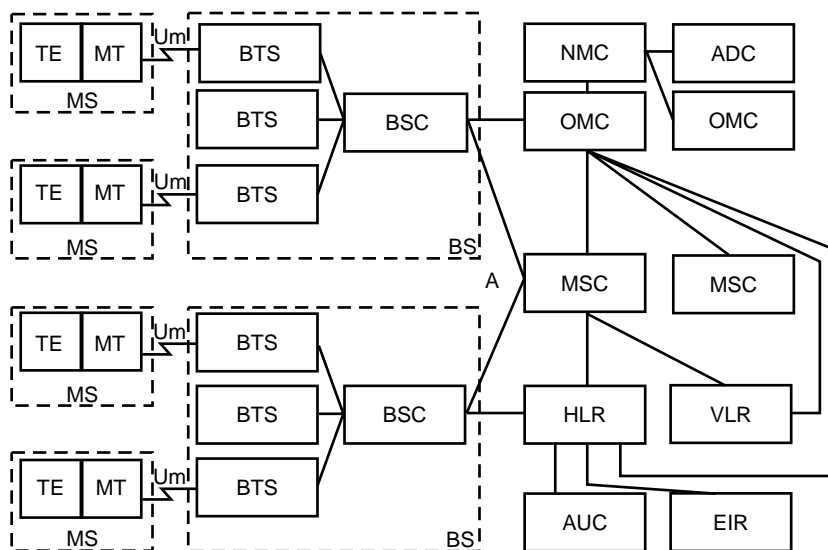 TE MT Um BTS NMC ADC
MS
BTS BSC OMC OMC
TE MT Um BTS
MS BS
A MSC MSC
TE MT Um BTS
MS
BTS BSC HLR VLR
TE MT Um BTS AUC EIR
MS BS